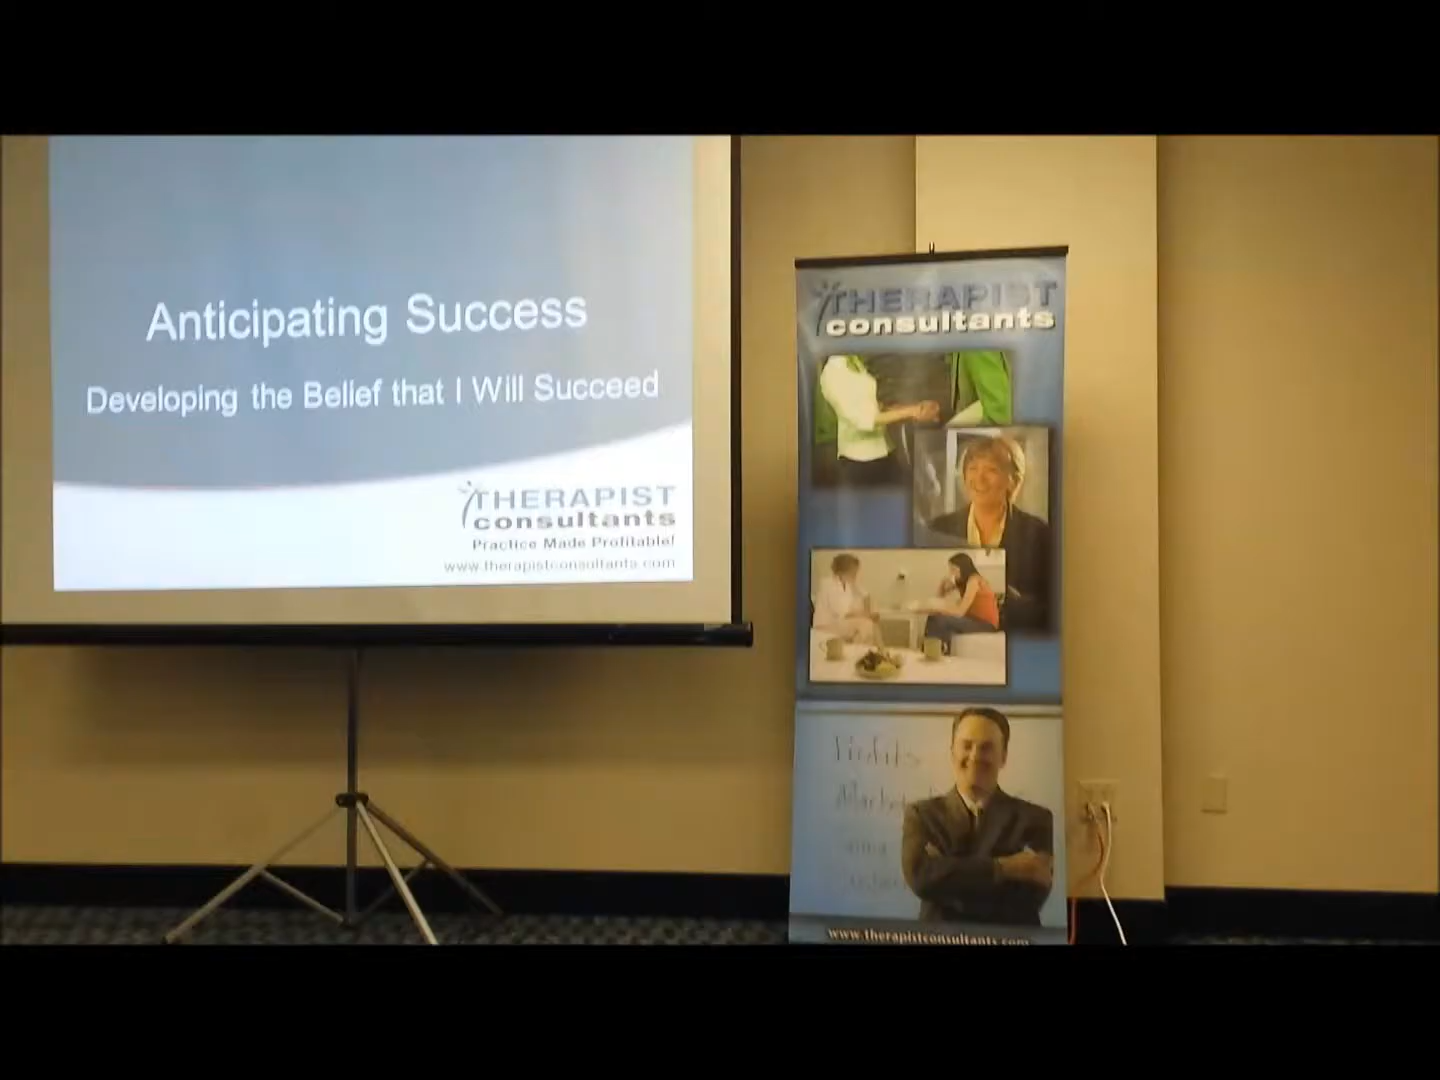 Anticipating Success
Developing the Belief that I Will Succeed
THERAPIST
consultants
Practice Made Profitable!
www.therapistconsultants.com
THERAPIST
consultants
Profits
www.therapistconsultants.com